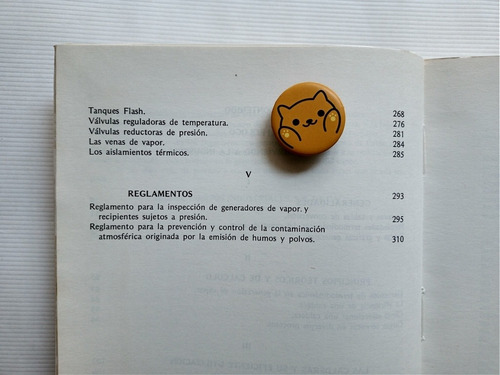 Tanques Flash. 268
Válvulas reguladoras de temperatura. 276
Válvulas reductoras de presión. 281
Las venas de vapor. 284
Los aislamientos térmicos. 285
V
REGLAMENTOS 293
Reglamento para la inspección de generadores de vapor. y
recipientes sujetos a presión. 295
Reglamento para la prevención y control de la contaminación
atmosférica originada por la emisión de humos y polvos. 310